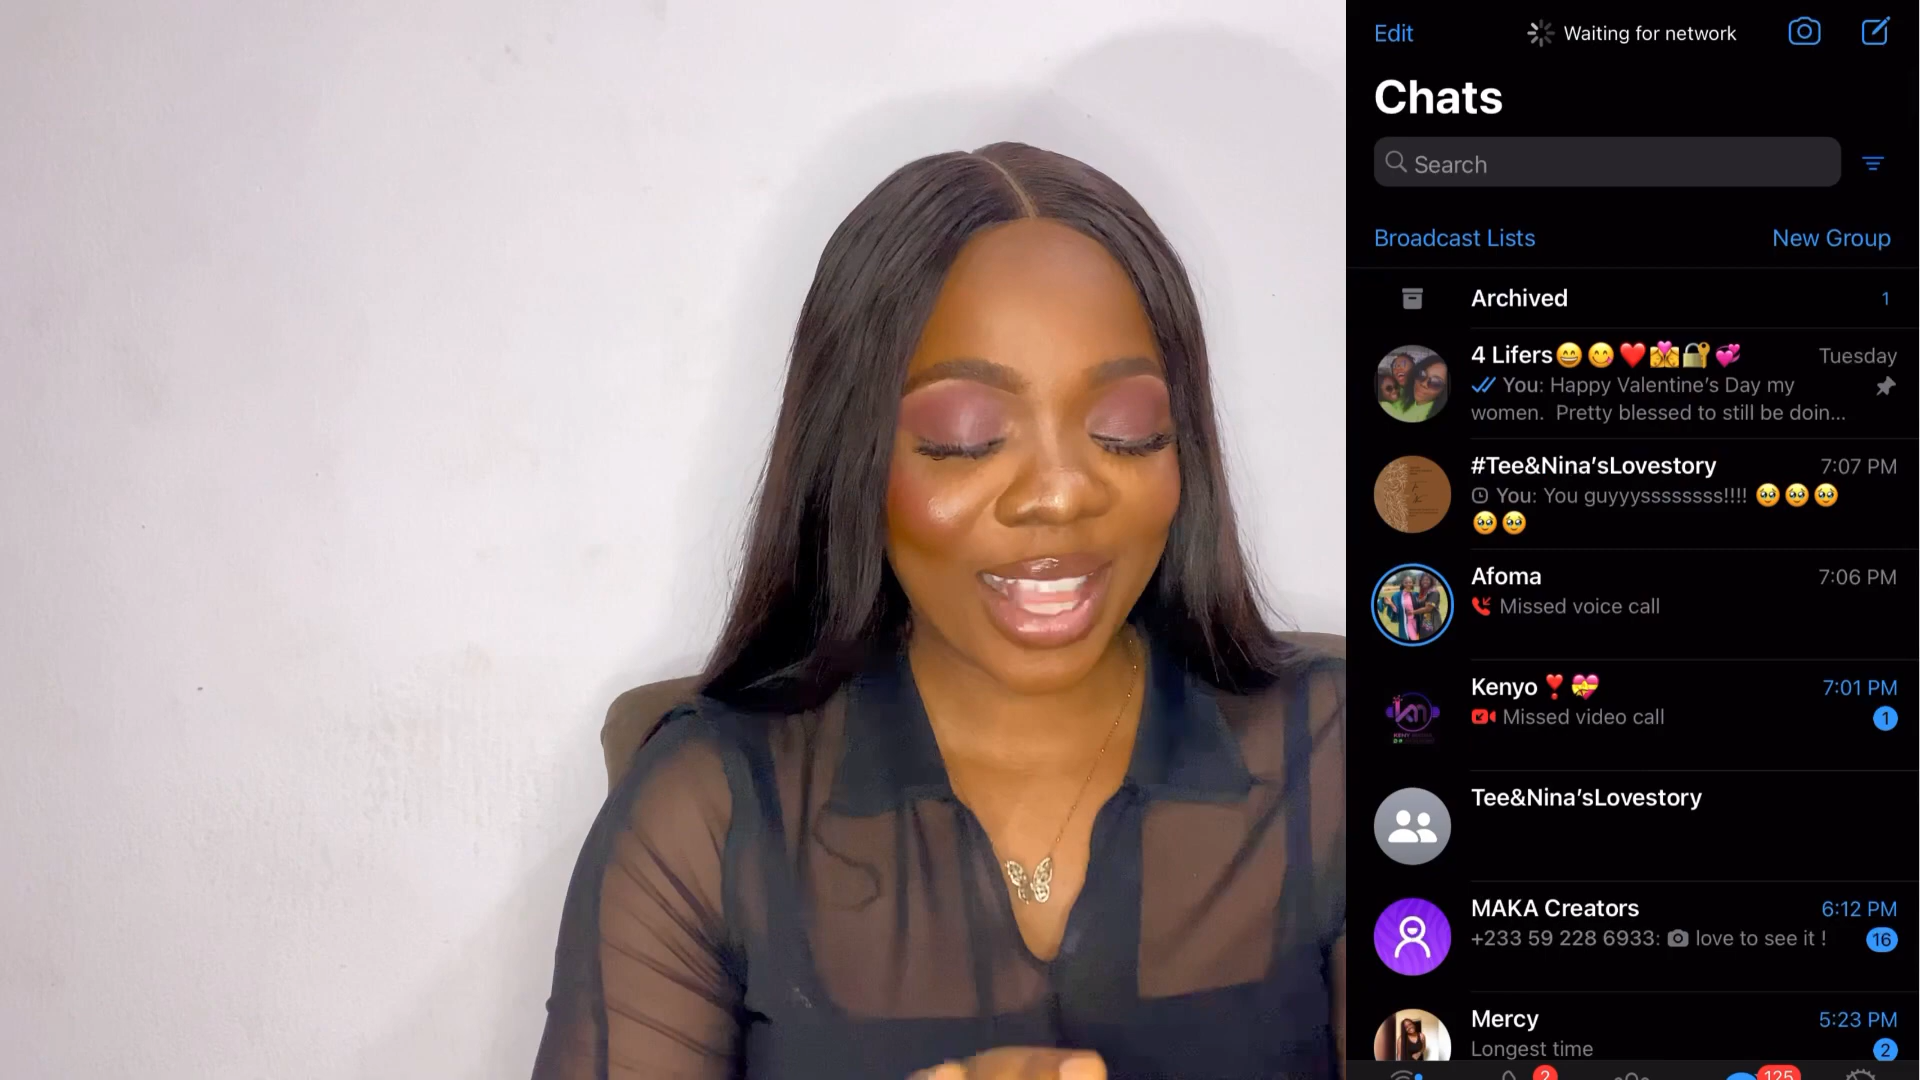 Edit
Waiting for network
Chats
Search
Broadcast Lists
New Group
Archived
1
4 Lifers😄😋❤️💏🔐💞
Tuesday
You: Happy Valentine’s Day my
women. Pretty blessed to still be doin...
#Tee&Nina’sLovestory
7:07 PM
You: You guyyyssssssss!!!! 🥹🥹🥹
🥹🥹
Afoma
7:06 PM
Missed voice call
Kenyo❣️💝
7:01 PM
Missed video call
1
Tee&Nina’sLovestory
MAKA Creators
6:12 PM
+233 59 228 6933: 📷 love to see it !
16
Mercy
5:23 PM
Longest time
2
2
125